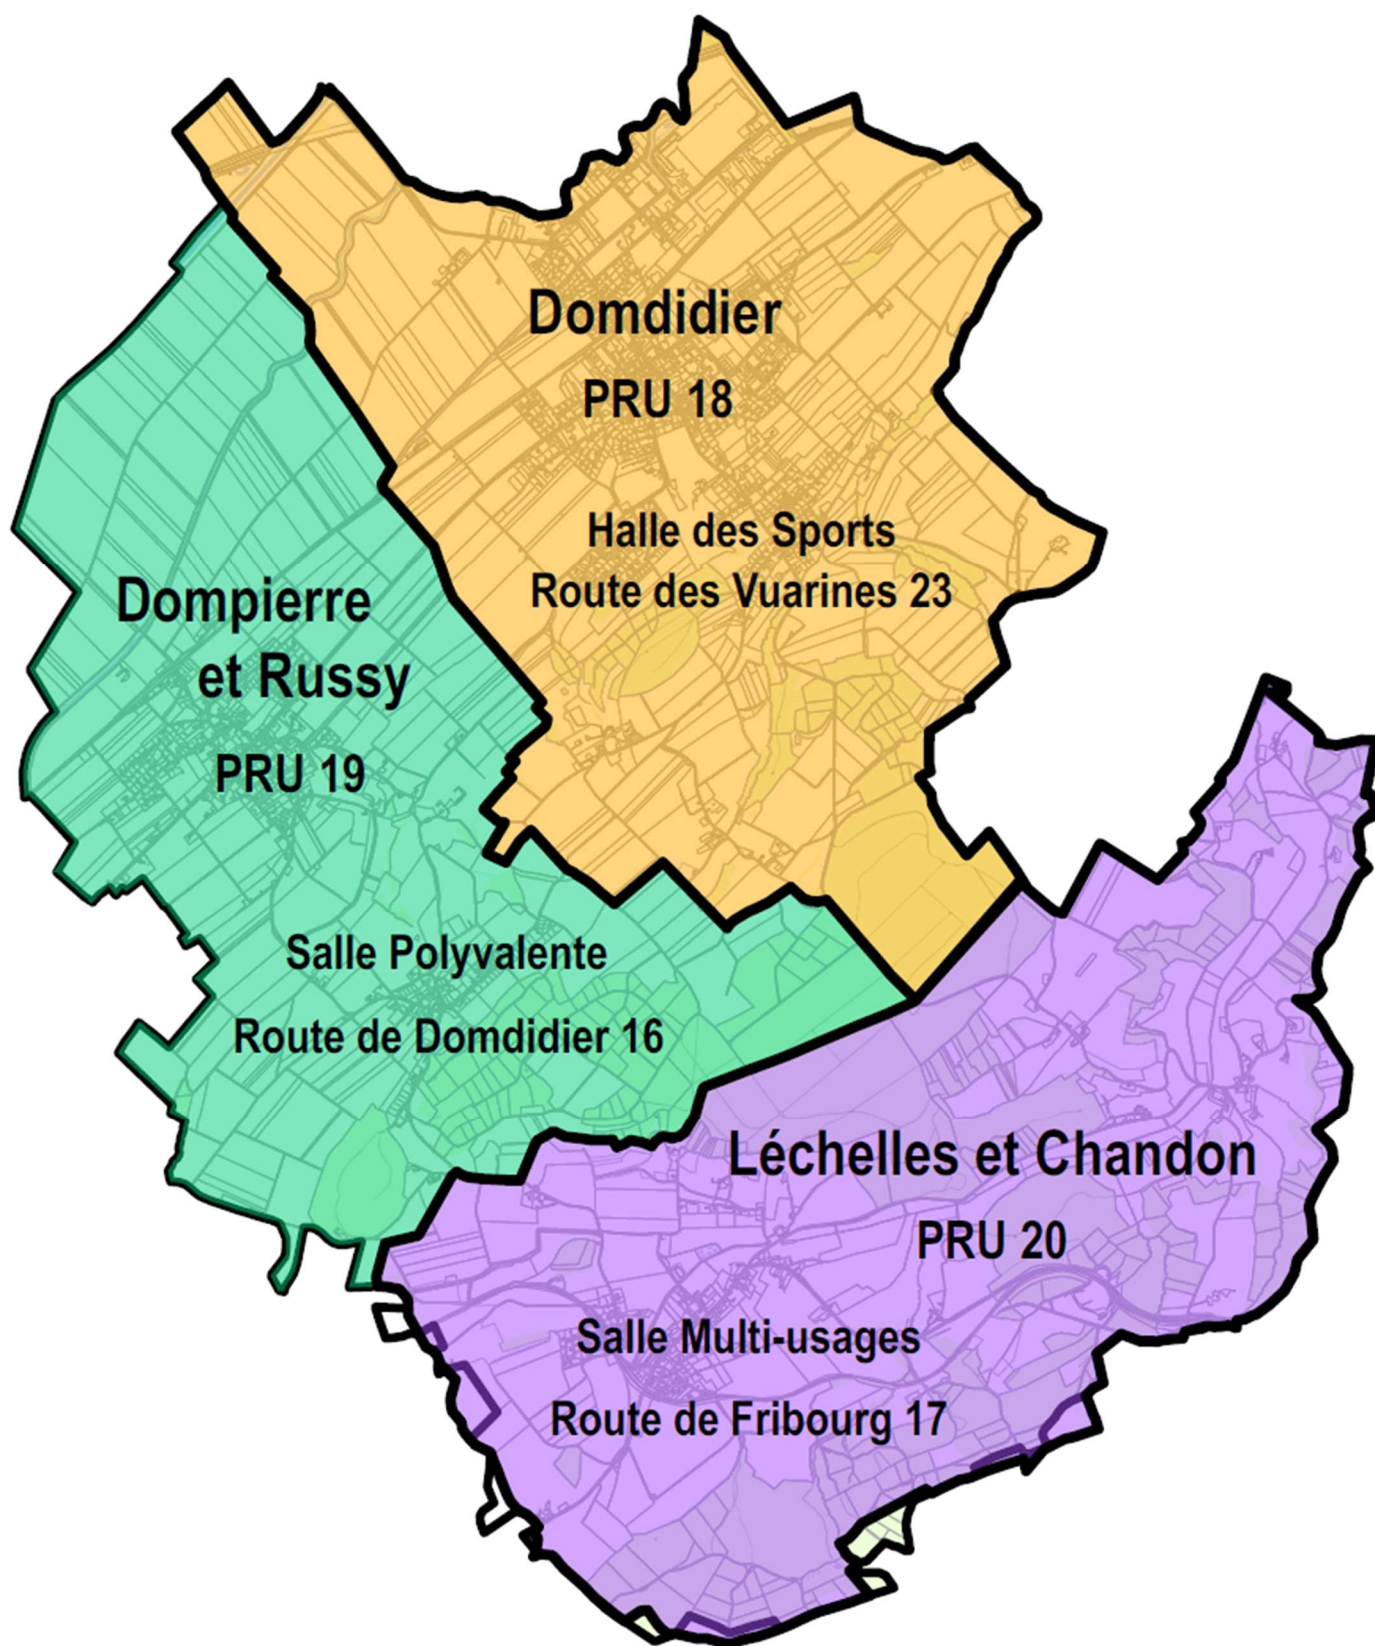 Domdidier
PRU 18
Halle des Sports
Route des Vuarines 23
Dompierre
et Russy
PRU 19
Salle Polyvalente
Route de Domdidier 16
Léchelles et Chandon
PRU 20
Salle Multi-usages
Route de Fribourg 17